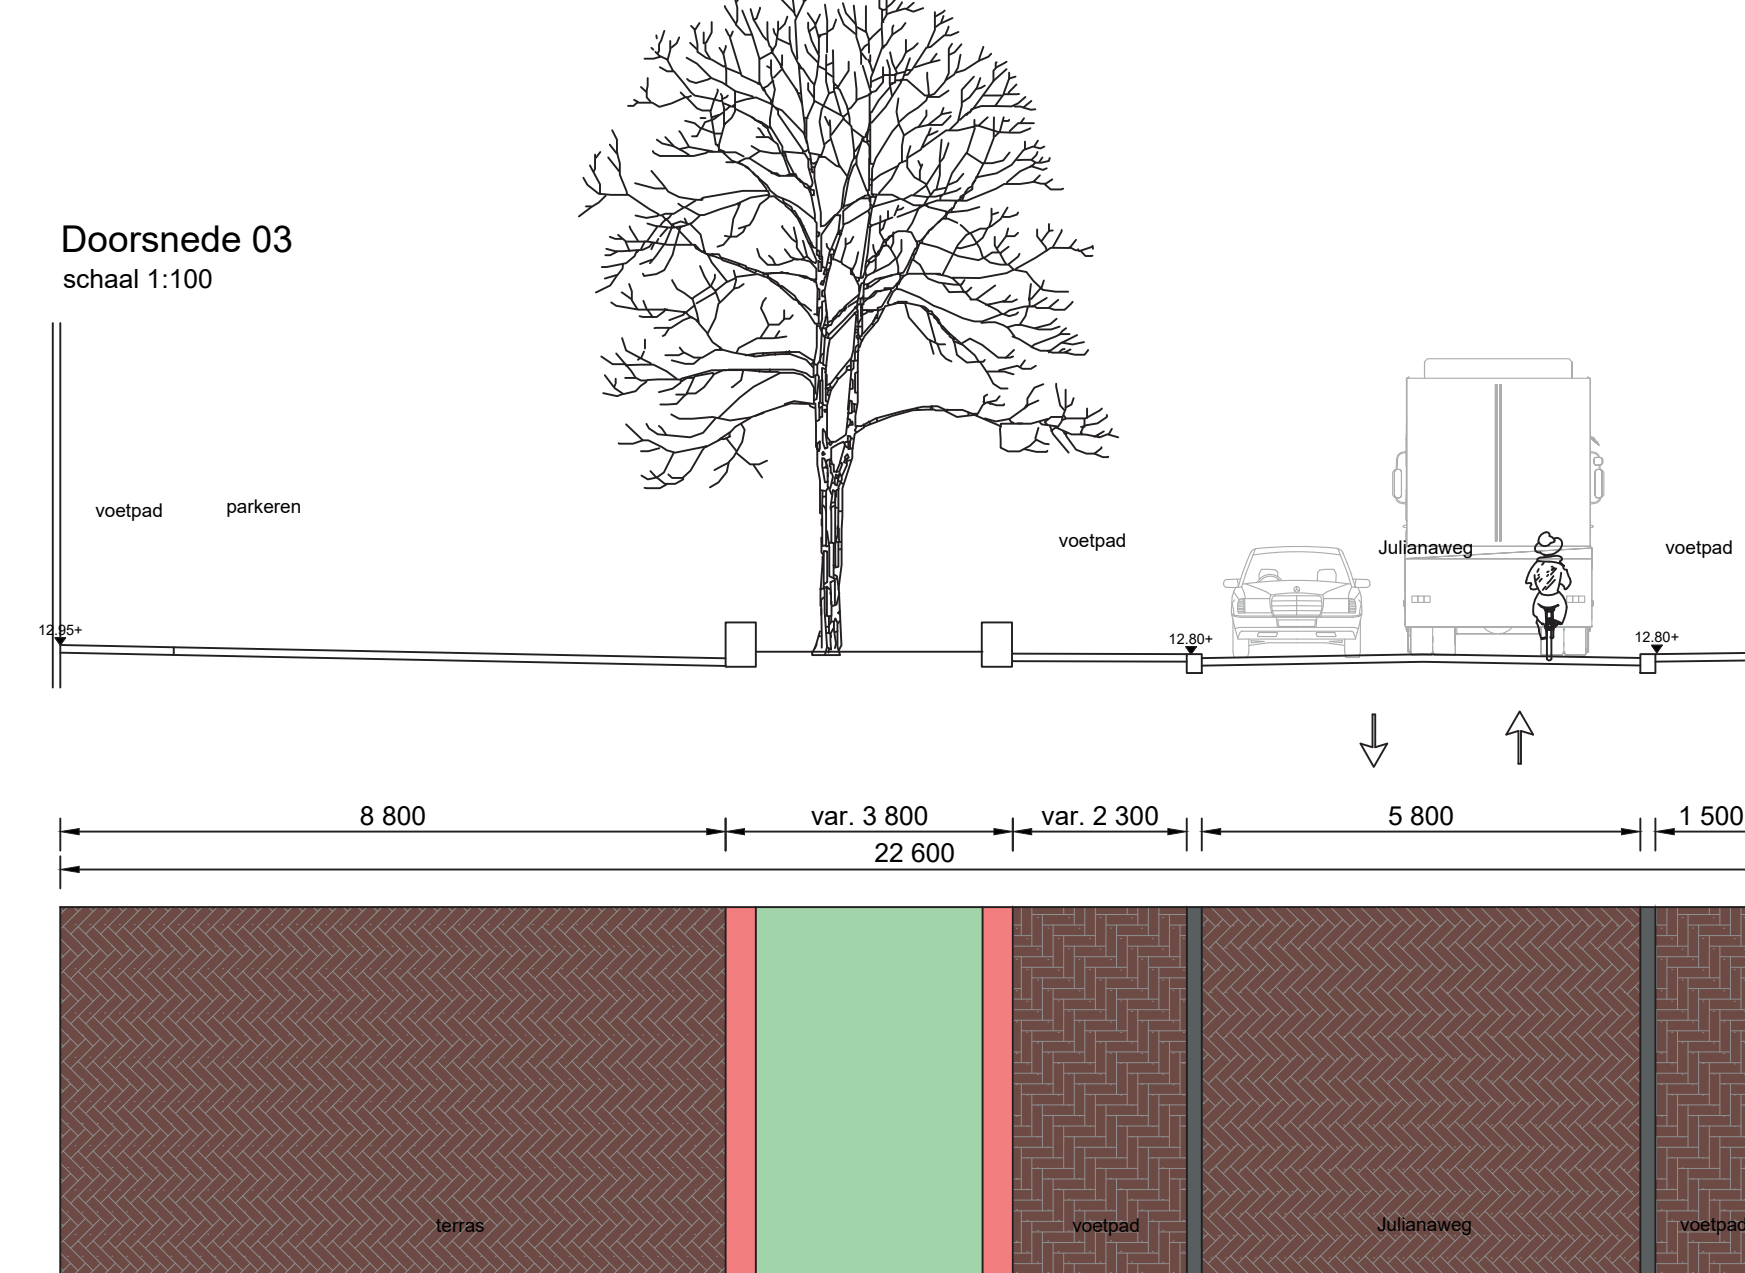 Doorsnede 03
schaal 1:100
voetpad
parkeren
voetpad
Julianaweg
voetpad
12.95+
12.80+
12.80+
8 800
var. 3 800
var. 2 300
5 800
1 500
22 600
terras
voetpad
Julianaweg
voetpad